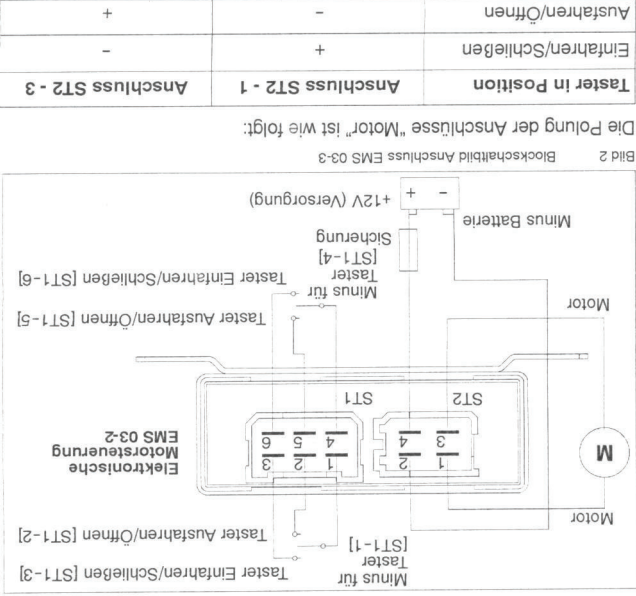 Minus für
Taster
[ST1-1]
Taster Einfahren/Schließen [ST1-3]
Taster Ausfahren/Öffnen [ST1-2]
Motor
Elektronische
Motorsteuerung
EMS 03-2
M
1 2
3 4
1 2 3
4 5 6
ST2
ST1
Motor
Taster Ausfahren/Öffnen [ST1-5]
Minus für
Taster
[ST1-4]
Taster Einfahren/Schließen [ST1-6]
Sicherung
Minus Batterie
- +
+12V (Versorgung)
Bild 2 Blockschaltbild Anschluss EMS 03-3
Die Polung der Anschlüsse "Motor" ist wie folgt:
Taster in Position Anschluss ST2 - 1 Anschluss ST2 - 3
Einfahren/Schließen + -
Ausfahren/Öffnen - +